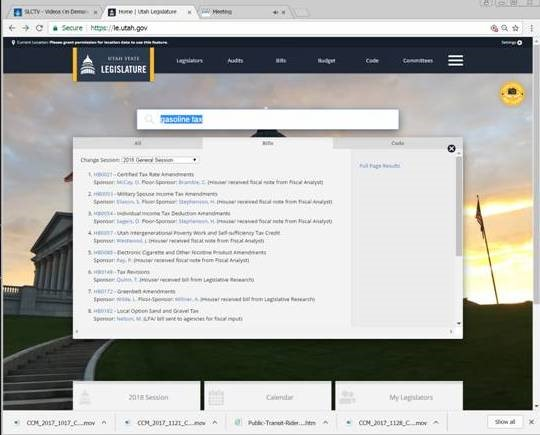 SLCTV - Videos On Demand
Home | Utah Legislature
Meeting
Secure https://le.utah.gov
Current Location: Please grant permission for location data to use this feature.
Settings
UTAH STATE
LEGISLATURE
Legislators Audits Bills Budget Code Committees
gasoline tax
All Bills Code
Change Session: 2018 General Session
Full Page Results
1. HB0021 - Certified Tax Rate Amendments
Sponsor: McCay, D. Floor-Sponsor: Bramble, C. (House/ received fiscal note from Fiscal Analyst)
2. - Military Spouse Income Tax Amendments
Sponsor: Eliason, S. Floor-Sponsor: Stephenson, H. (House/ received fiscal note from Fiscal Analyst)
3. - Individual Income Tax Deduction Amendments
Sponsor: Sagers, D. Floor-Sponsor: Stephenson, H. (House/ received fiscal note from Fiscal Analyst)
4. HB0057 - Utah Intergenerational Poverty Work and Self-sufficiency Tax Credit
Sponsor: Westwood, J. (House/ received fiscal note from Fiscal Analyst)
5. - Electronic Cigarette and Other Nicotine Product Amendments
Sponsor: Ray, P. (House/ received fiscal note from Fiscal Analyst)
6. HB0148 - Tax Revisions
Sponsor: Quinn, T. (House/ received bill from Legislative Research)
7. HB0172 - Greenbelt Amendments
Sponsor: Wilde, L. Floor-Sponsor: Millner, A. (House/ received bill from Legislative Research)
8. HB0182 - Local Option Sand and Gravel Tax
Sponsor: Nelson, M. (LFA/ bill sent to agencies for fiscal input)
2018 Session Calendar My Legislators
CCM_2017_1017_C....mov CCM_2017_1121_C....mov Public-Transit-Rider....htm CCM_2017_1128_C....mov Show all